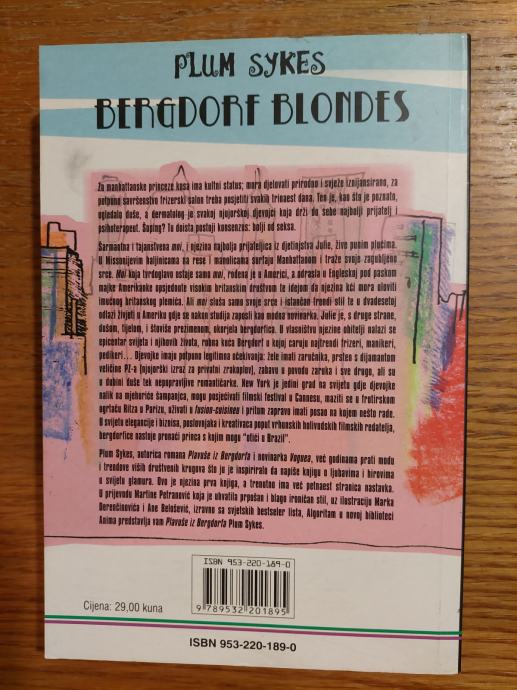 PLUM SYKES
BERGDORF BLONDES
Za manhattanske princeze kosa ima kultni status; mora djelovati prirodno i svježe iznijansirano, za
potpuno savršenstvo frizerski salon treba posjetiti svakih trinaest dana. Ten je, kao što je poznato,
ogledalo duše, a dermatolog je svakoj njujorškoj djevojci koja drži do sebe najbolji prijatelj i
psihoterapeut. Šoping? Tu doista postoji konsenzus: bolji od seksa.
Šarmantna i tajanstvena moi, i njezina najbolja prijateljica iz djetinjstva Julie, žive punim plućima.
U Missonijevim haljinicama na rese i manolicama surfaju Manhattanom i traže svoje zagubljeno
srce. Moi koja tvrdoglavo ostaje samo moi, rođena je u Americi, a odrasla u Engleskoj pod paskom
majke Amerikanke opsjednute visokim britanskim društvom te idejom da njezina kći mora uloviti
imućnog britanskog plemića. Ali moi sluša samo svoje srce i istančan trendi stil te u dvadesetoj
odlazi živjeti u Ameriku gdje se nakon studija zaposli kao modna novinarka. Julie je, s druge strane,
dušom, tijelom, i štoviše prezimenom, okorjela bergdorfica. U vlasništvu njezine obitelji nalazi se
epicentar svijeta i njihovih života, robna kuća Bergdorf u kojoj caruju najtrendi frizeri, manikeri,
pedikeri... Djevojke imaju potpuno legitimna očekivanja: žele imati zaručnika, prsten s dijamantom
veličine PZ-a (njujorški izraz za privatni zrakoplov), zabavu u povodu zaruka i sve drugo, ali su
u dubini duše tek nepopravljive romantičarke. New York je jedini grad na svijetu gdje djevojke
nalik na mjehuriće šampanjca, mogu posjećivati filmski festival u Cannesu, maziti se u frotirskom
ogrtaču Ritza u Parizu, uživati u fusion-cuisineu i pritom zapravo imati posao na kojem nešto rade.
U svijetu elegancije i biznisa, poslovnjaka i kreativaca poput vrhunskih holivudskih filmskih redatelja,
bergdorfice nastoje pronaći princa s kojim mogu "otići u Brazil".
Plum Sykes, autorica romana Plavuše iz Bergdorfa i novinarka Voguea, već godinama prati modu
i trendove viših društvenih krugova što ju je inspiriralo da napiše knjigu o ljubavima i hirovima
u svijetu glamura. Ovo je njezina prva knjiga, a trenutno ima već petnaest stranica nastavka.
U prijevodu Martine Petranović koja je uhvatila prpošan i blago ironičan stil, uz ilustraciju Marka
Derenčinovića i Ane Belošević, izravno sa svjetskih bestseler lista, Algoritam u novoj biblioteci
Anima predstavlja vam Plavuše iz Bergdorfa Plum Sykes.
ISBN 953-220-189-0
9 789532 201895
Cijena: 29,00 kuna
ISBN 953-220-189-0